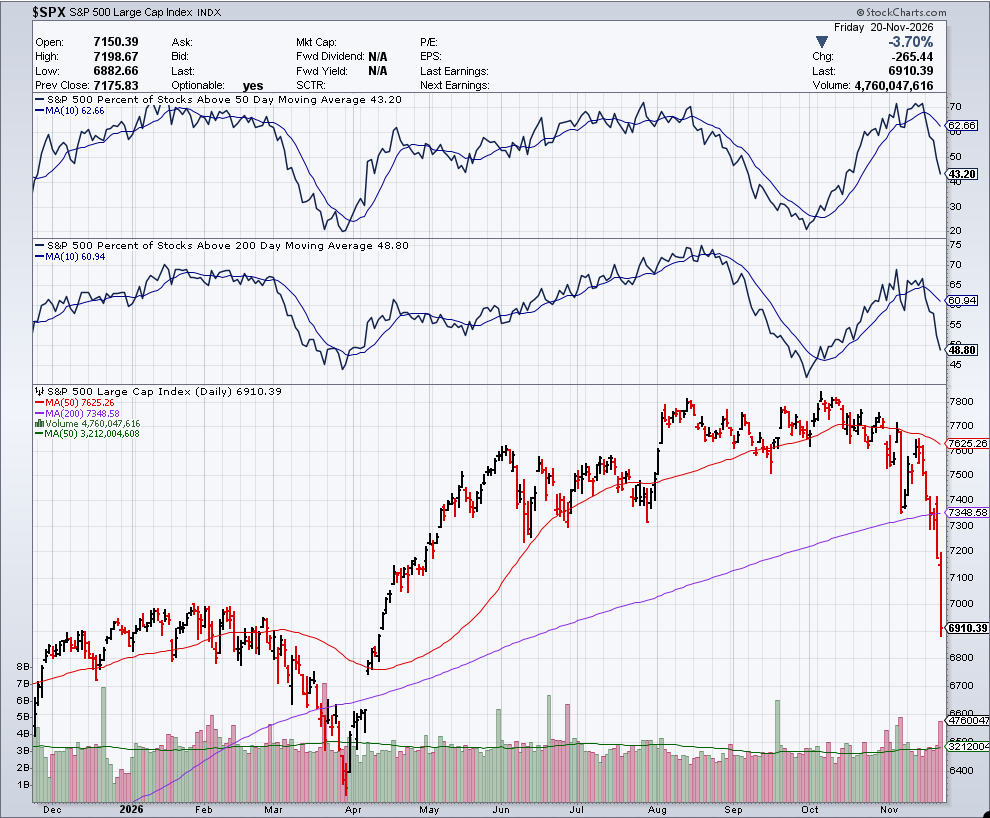 $SPX S&P 500 Large Cap Index INDX
© StockCharts.com
Friday 20-Nov-2026
Open: 7150.39 Ask: Mkt Cap: P/E: ▼ -3.70%
High: 7198.67 Bid: Fwd Dividend: N/A EPS: Chg: -265.44
Low: 6882.66 Last: Fwd Yield: N/A Last Earnings: Last: 6910.39
Prev Close: 7175.83 Optionable: yes SCTR: Next Earnings: Volume: 4,760,047,616
S&P 500 Percent of Stocks Above 50 Day Moving Average 43.20
MA(10) 62.66
70
62.66
60
50
43.20
40
30
20
S&P 500 Percent of Stocks Above 200 Day Moving Average 48.80
MA(10) 60.94
75
70
65
60.94
55
50
48.80
45
S&P 500 Large Cap Index (Daily) 6910.39
MA(50) 7625.26
MA(200) 7348.58
Volume 4,760,047,616
MA(50) 3,212,004,608
7800
7700
7625.26
7600
7500
7400
7348.58
7300
7200
7100
7000
6910.39
6800
6700
6600
4760047
6500
3212004
6400
8B
7B
6B
5B
4B
3B
2B
1B
Dec 2026 Feb Mar Apr May Jun Jul Aug Sep Oct Nov